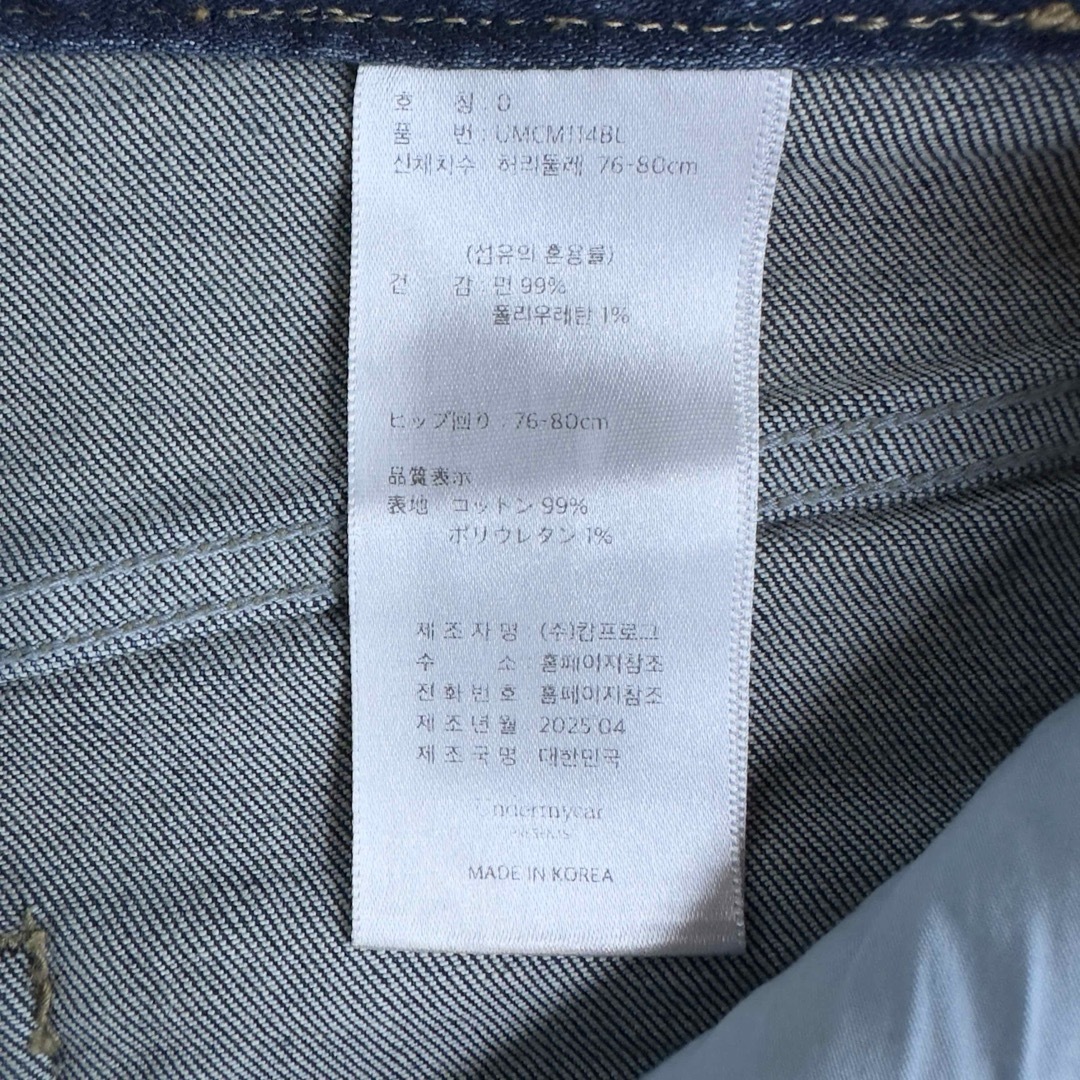 호 칭 : 0
품 번 : UMCM114BL
신체치수 허리둘레 76-80cm
(섬유의 혼용률)
겉 감 : 면 99%
폴리우레탄 1%
ヒップ回り : 76-80cm
品質表示
表地 : コットン 99%
ポリウレタン 1%
제 조 자 명 : (주)캄프로그
주 소 : 홈페이지참조
전 화 번 호 : 홈페이지참조
제 조 년 월 : 2025 04
제 조 국 명 : 대한민국
Undermycar
MADE IN KOREA